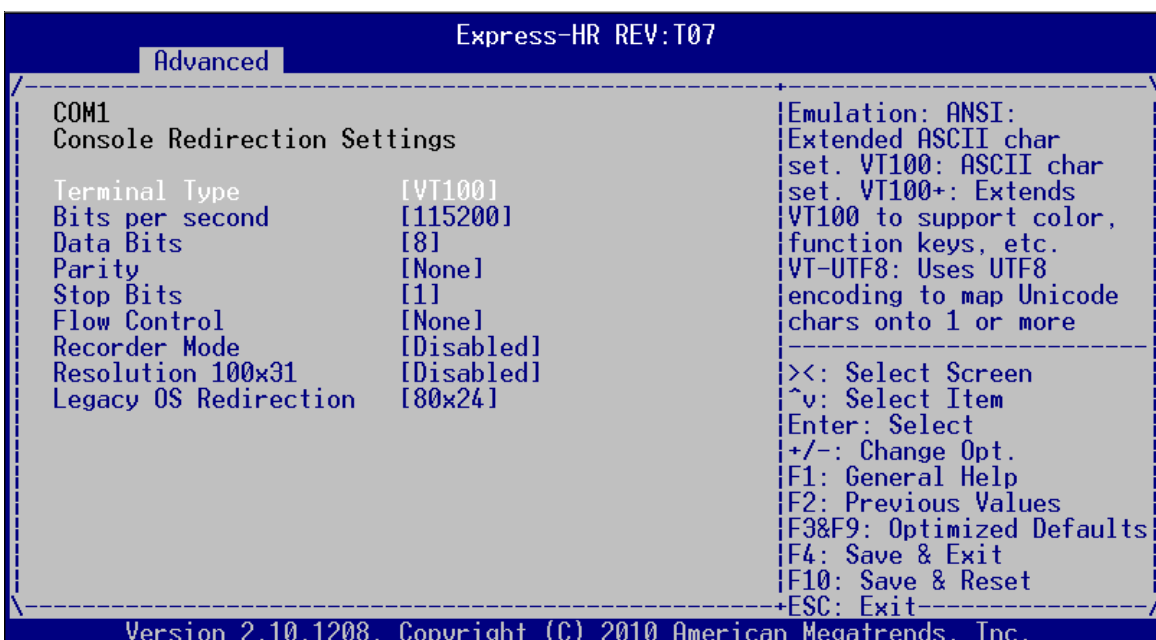 Express-HR REV:T07
Advanced
COM1
Console Redirection Settings
Terminal Type [VT100]
Bits per second [115200]
Data Bits [8]
Parity [None]
Stop Bits [1]
Flow Control [None]
Recorder Mode [Disabled]
Resolution 100x31 [Disabled]
Legacy OS Redirection [80x24]
Emulation: ANSI:
Extended ASCII char
set. VT100: ASCII char
set. VT100+: Extends
VT100 to support color,
function keys, etc.
VT-UTF8: Uses UTF8
encoding to map Unicode
chars onto 1 or more
><: Select Screen
^v: Select Item
Enter: Select
+/-: Change Opt.
F1: General Help
F2: Previous Values
F3&F9: Optimized Defaults
F4: Save & Exit
F10: Save & Reset
ESC: Exit
Version 2.10.1208. Copyright (C) 2010 American Megatrends, Inc.